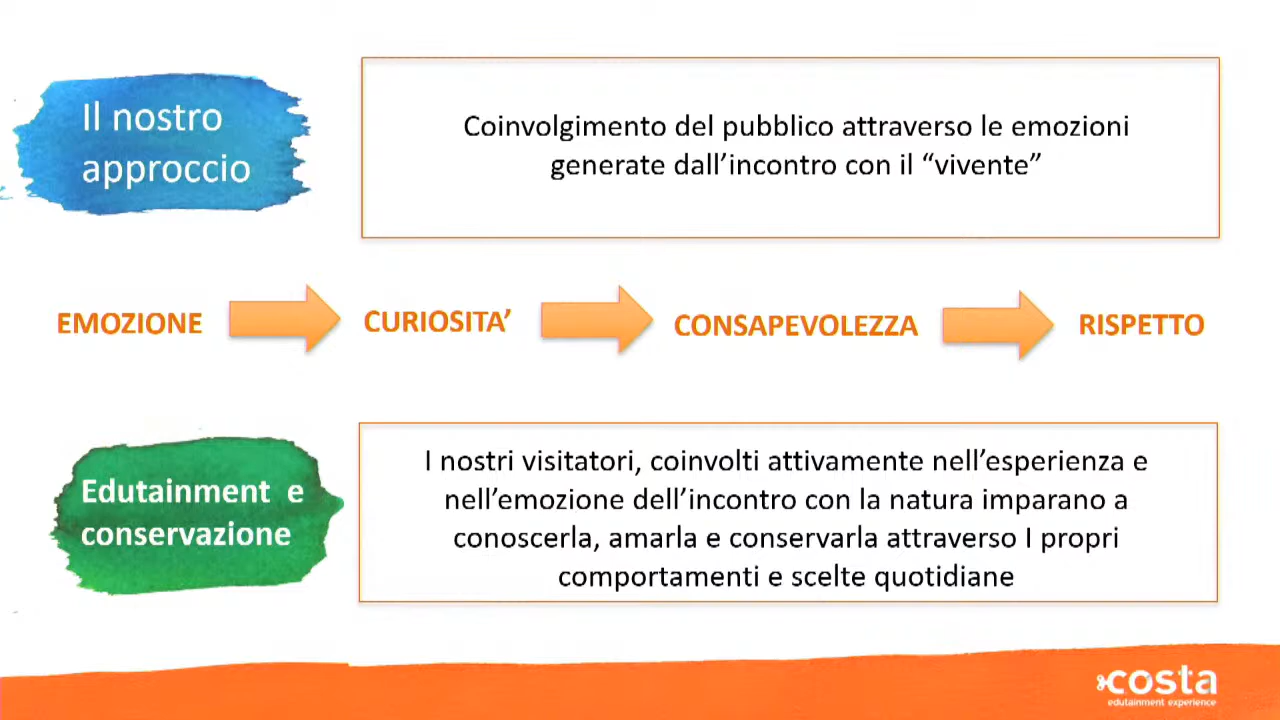 Il nostro
approccio
Coinvolgimento del pubblico attraverso le emozioni
generate dall’incontro con il “vivente”
EMOZIONE
CURIOSITA’
CONSAPEVOLEZZA
RISPETTO
Edutainment e
conservazione
I nostri visitatori, coinvolti attivamente nell’esperienza e
nell’emozione dell’incontro con la natura imparano a
conoscerla, amarla e conservarla attraverso I propri
comportamenti e scelte quotidiane
costa
edutainment experience